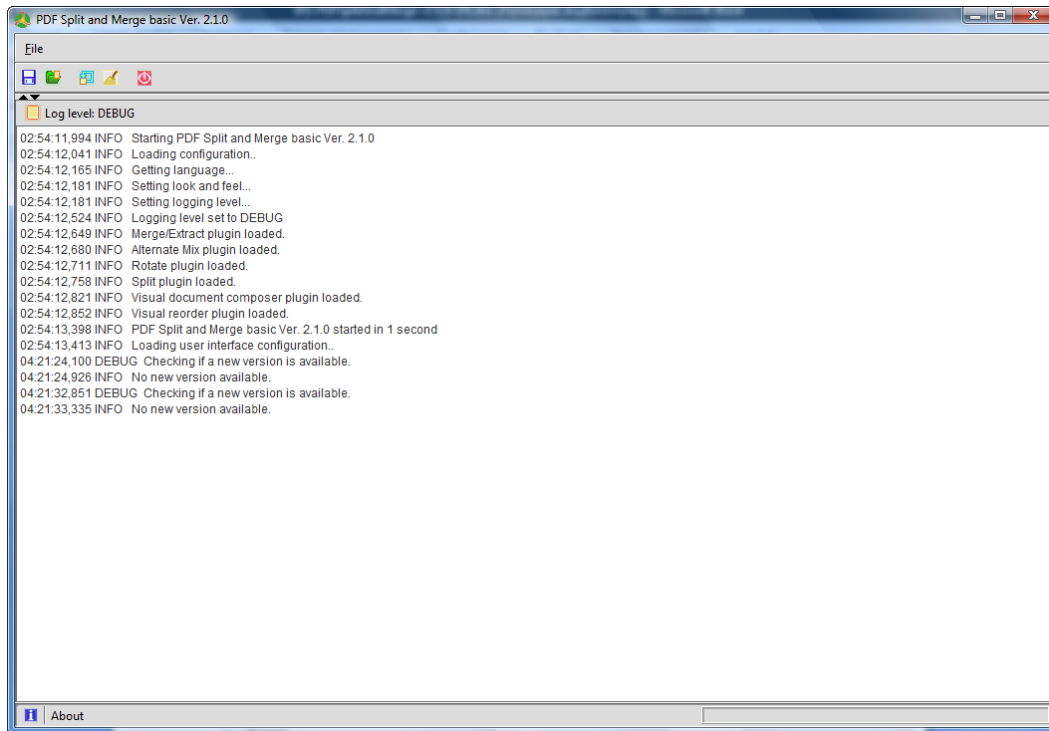 PDF Split and Merge basic Ver. 2.1.0
File
Log level: DEBUG
02:54:11,994 INFO Starting PDF Split and Merge basic Ver. 2.1.0
02:54:12,041 INFO Loading configuration..
02:54:12,165 INFO Getting language...
02:54:12,181 INFO Setting look and feel...
02:54:12,181 INFO Setting logging level...
02:54:12,524 INFO Logging level set to DEBUG
02:54:12,649 INFO Merge/Extract plugin loaded.
02:54:12,680 INFO Alternate Mix plugin loaded.
02:54:12,711 INFO Rotate plugin loaded.
02:54:12,758 INFO Split plugin loaded.
02:54:12,821 INFO Visual document composer plugin loaded.
02:54:12,852 INFO Visual reorder plugin loaded.
02:54:13,398 INFO PDF Split and Merge basic Ver. 2.1.0 started in 1 second
02:54:13,413 INFO Loading user interface configuration..
04:21:24,100 DEBUG Checking if a new version is available.
04:21:24,926 INFO No new version available.
04:21:32,851 DEBUG Checking if a new version is available.
04:21:33,335 INFO No new version available.
About